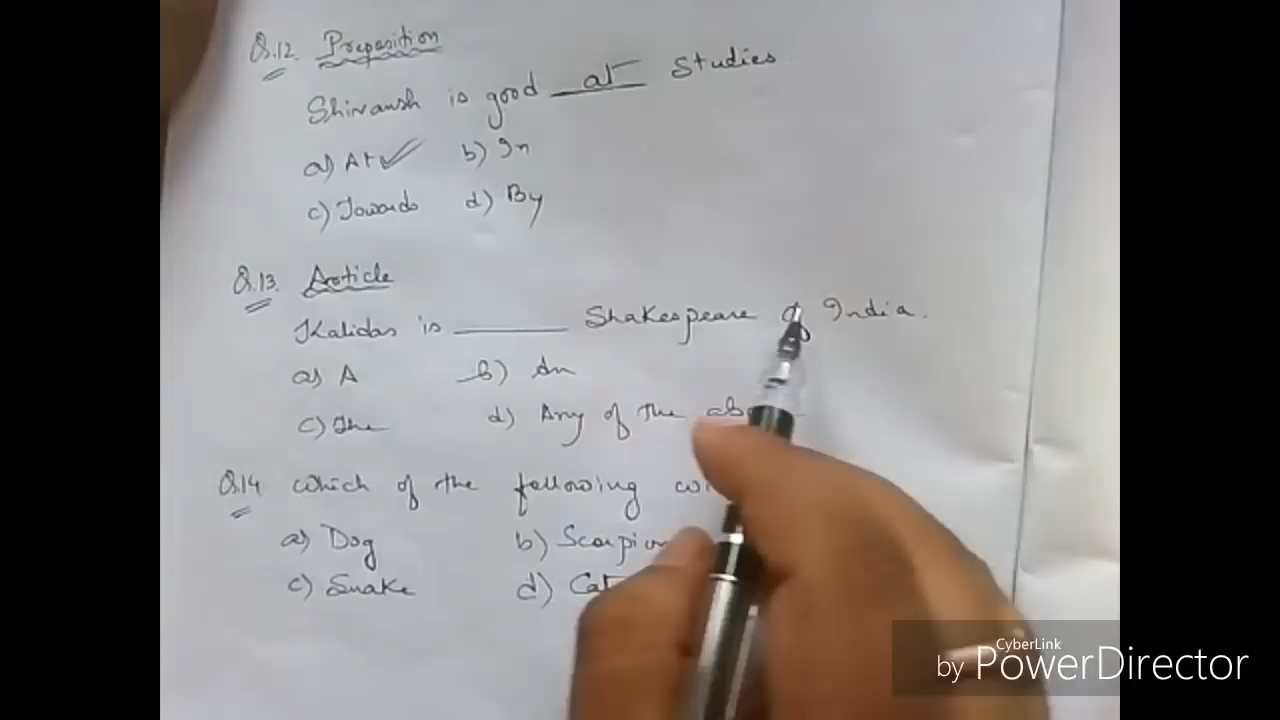 Q.12. Preposition
Shivansh is good at Studies
a) At b) In
c) Towards d) By
Q.13. Article
Kalidas is ______ Shakespeare of India.
a) A b) An
c) The d) Any of the
Q.14 Which of the following
a) Dog b) Scorpion
c) Snake d) Cat
CyberLink
by PowerDirector